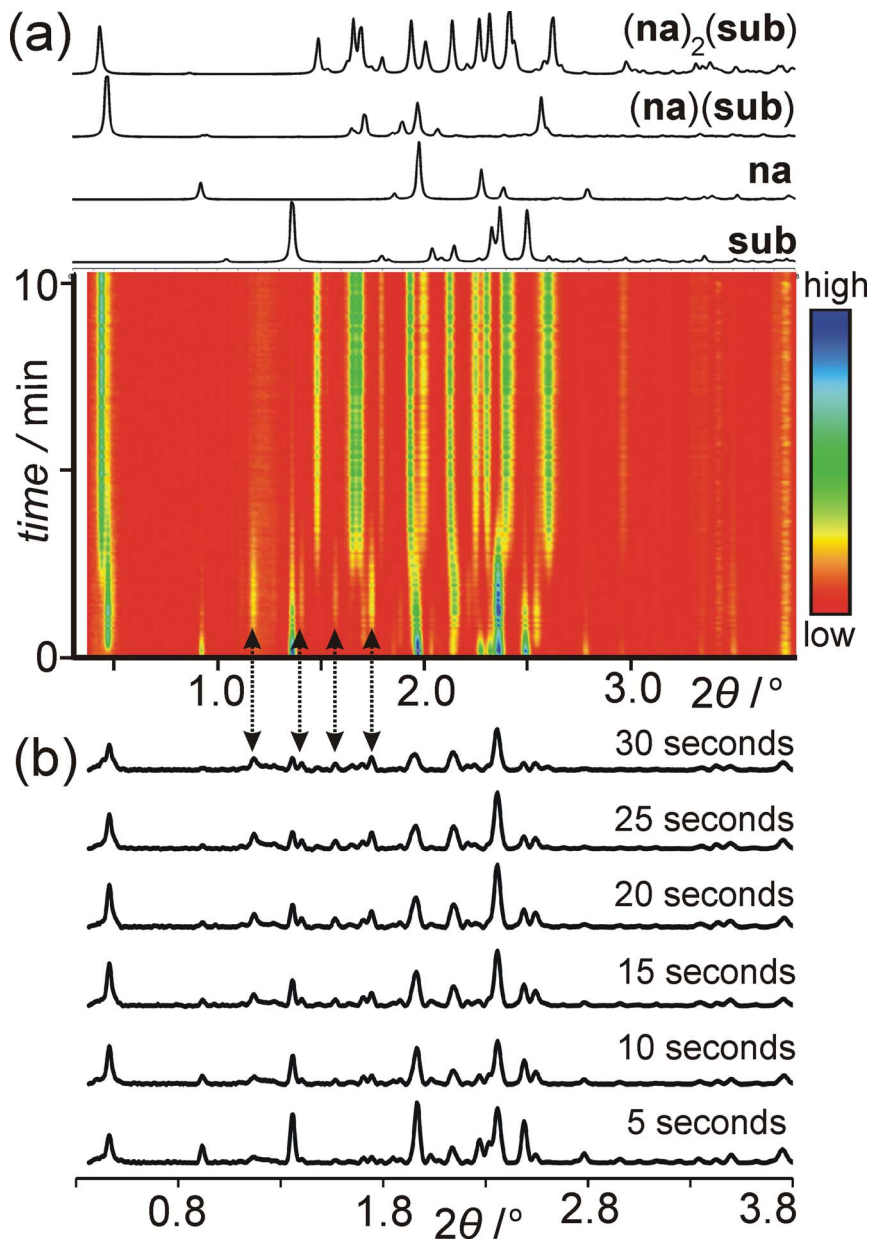 (a)
(na)2(sub)
(na)(sub)
na
sub
10
high
time / min
0
low
1.0 2.0 3.0 2θ / °
(b)
30 seconds
25 seconds
20 seconds
15 seconds
10 seconds
5 seconds
0.8 1.8 2θ / ° 2.8 3.8